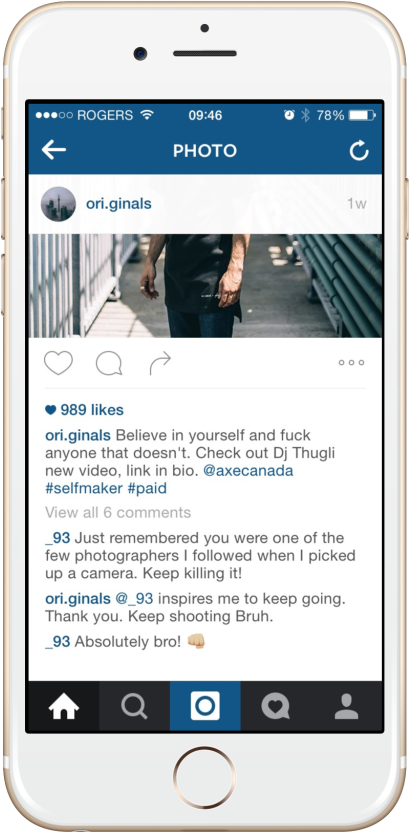 ROGERS 09:46 78%
PHOTO
ori.ginals 1w
989 likes
ori.ginals Believe in yourself and fuck
anyone that doesn't. Check out Dj Thugli
new video, link in bio. @axecanada
#selfmaker #paid
View all 6 comments
_93 Just remembered you were one of the
few photographers I followed when I picked
up a camera. Keep killing it!
ori.ginals @_93 inspires me to keep going.
Thank you. Keep shooting Bruh.
_93 Absolutely bro! 👊🏼